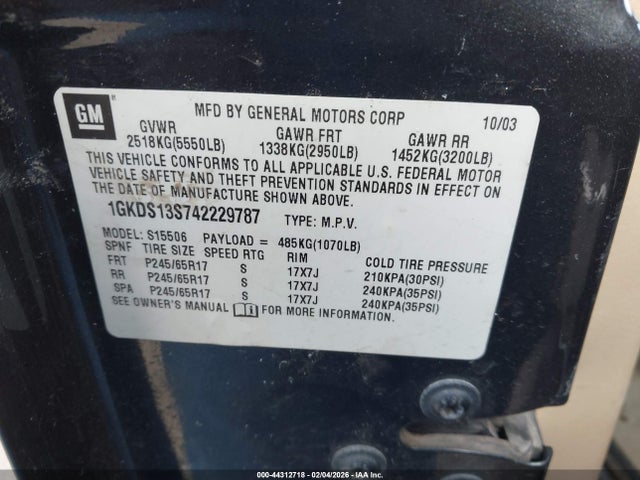 GM
MFD BY GENERAL MOTORS CORP 10/03
GVWR GAWR FRT GAWR RR
2518KG(5550LB) 1338KG(2950LB) 1452KG(3200LB)
THIS VEHICLE CONFORMS TO ALL APPLICABLE U.S. FEDERAL MOTOR
VEHICLE SAFETY AND THEFT PREVENTION STANDARDS IN EFFECT ON
THE DATE OF MANUFACTURE SHOWN ABOVE.
1GKDS13S742229787 TYPE: M.P.V.
MODEL: S15506 PAYLOAD = 485KG(1070LB)
SPNF TIRE SIZE SPEED RTG RIM COLD TIRE PRESSURE
FRT P245/65R17 S 17X7J 210KPA(30PSI)
RR P245/65R17 S 17X7J 240KPA(35PSI)
SPA P245/65R17 S 17X7J 240KPA(35PSI)
SEE OWNER'S MANUAL FOR MORE INFORMATION.
000-44312718 - 02/04/2026 - IAAI.COM